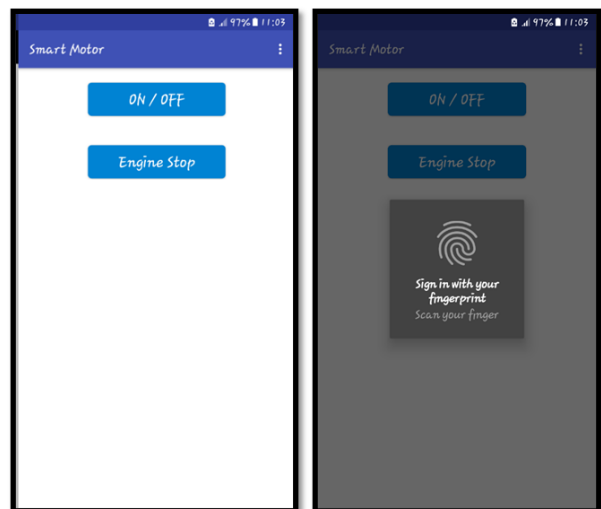 97% 11:03
Smart Motor
ON / OFF
Engine Stop
97% 11:03
Smart Motor
ON / OFF
Engine Stop
Sign in with your
fingerprint
Scan your finger